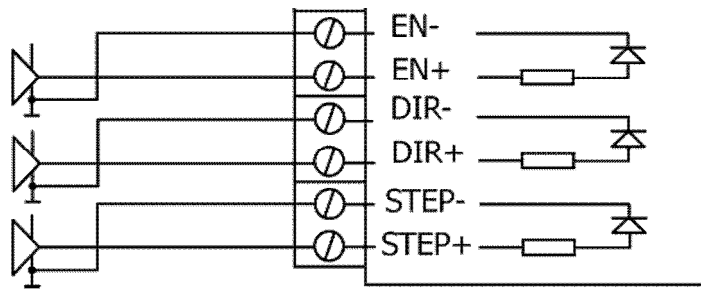 EN-
EN+
DIR-
DIR+
STEP-
STEP+